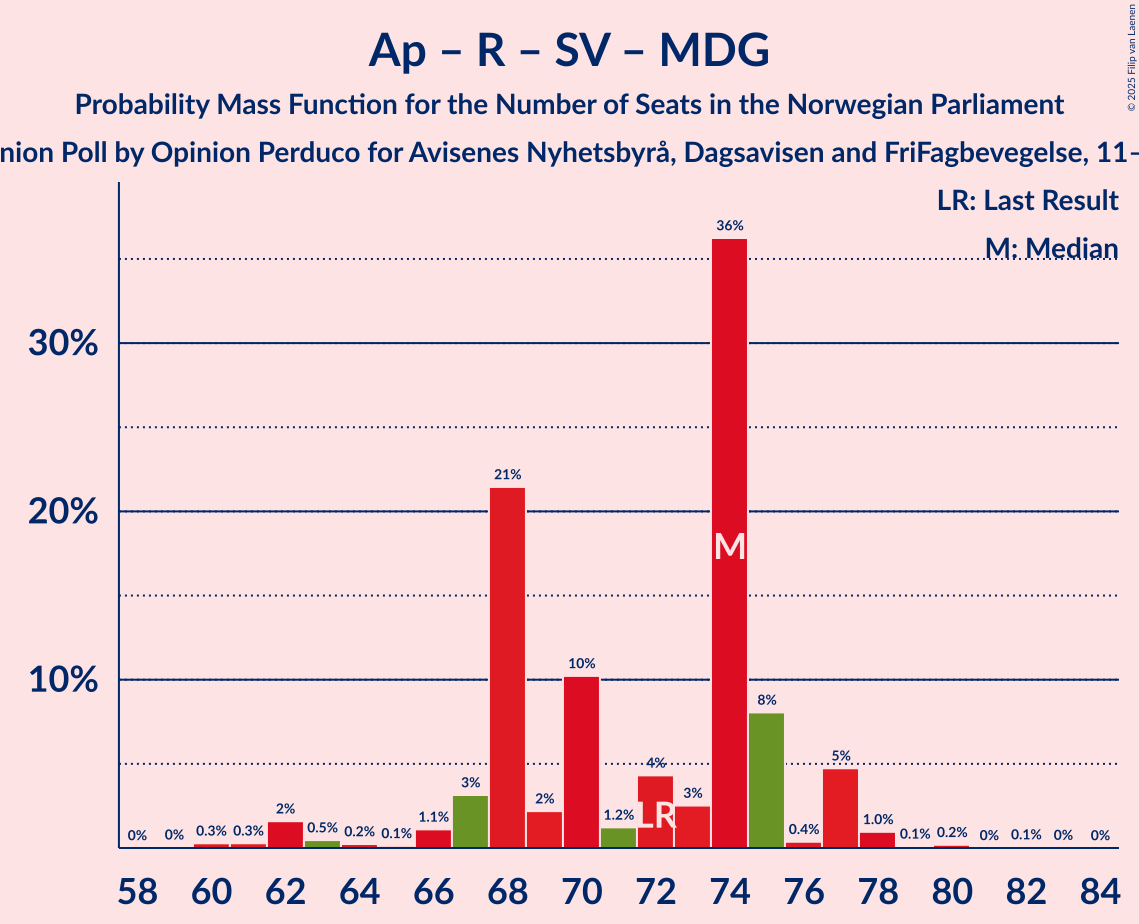 Ap – R – SV – MDG
Probability Mass Function for the Number of Seats in the Norwegian Parliament
nion Poll by Opinion Perduco for Avisenes Nyhetsbyrå, Dagsavisen and FriFagbevegelse, 11–
© 2025 Filip van Laenen
LR: Last Result
M: Median
30%
20%
10%
0% 0% 0.3% 0.3% 2% 0.5% 0.2% 0.1% 1.1% 3% 21% 2% 10% 1.2% 4% 3% 36% 8% 0.4% 5% 1.0% 0.1% 0.2% 0% 0.1% 0% 0%
LR
M
58 60 62 64 66 68 70 72 74 76 78 80 82 84